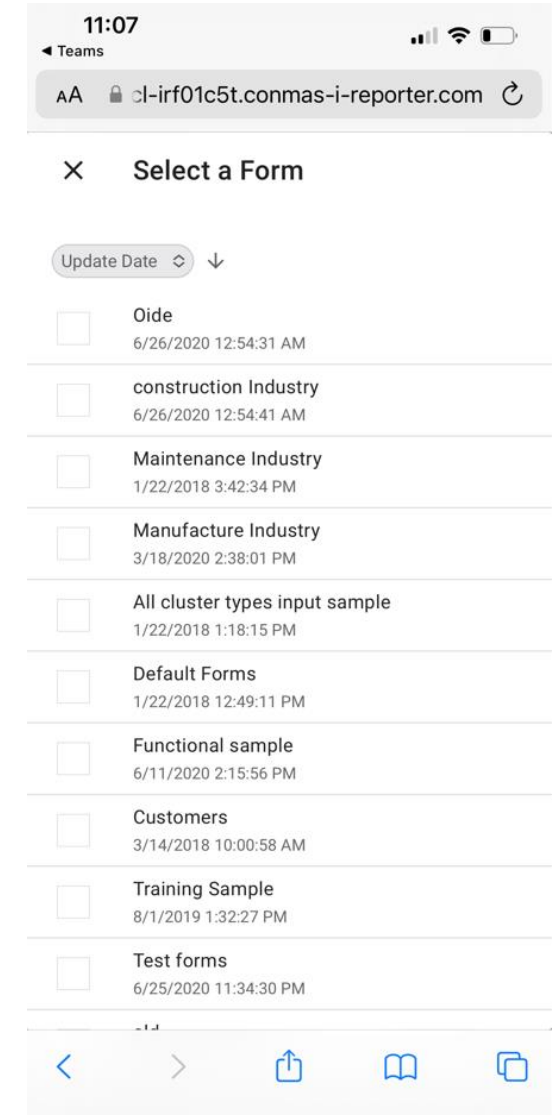 11:07
◀ Teams
AA cl-irf01c5t.conmas-i-reporter.com
Select a Form
Update Date
Oide
6/26/2020 12:54:31 AM
construction Industry
6/26/2020 12:54:41 AM
Maintenance Industry
1/22/2018 3:42:34 PM
Manufacture Industry
3/18/2020 2:38:01 PM
All cluster types input sample
1/22/2018 1:18:15 PM
Default Forms
1/22/2018 12:49:11 PM
Functional sample
6/11/2020 2:15:56 PM
Customers
3/14/2018 10:00:58 AM
Training Sample
8/1/2019 1:32:27 PM
Test forms
6/25/2020 11:34:30 PM